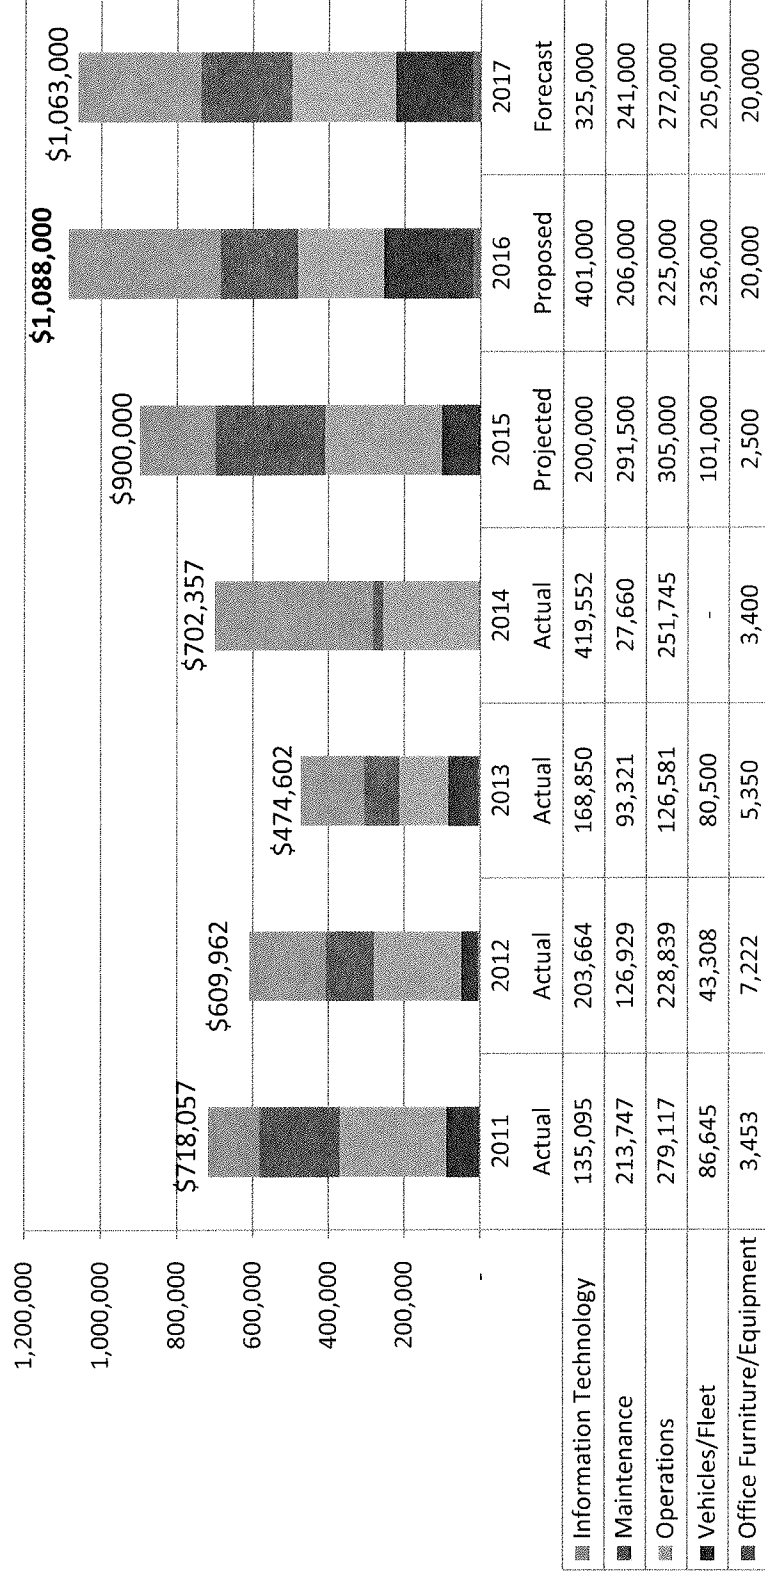 $1,063,000
$1,088,000
$900,000
$702,357
$474,602
$609,962
$718,057
1,200,000
1,000,000
800,000
600,000
400,000
200,000
-
2011 2012 2013 2014 2015 2016 2017
Actual Actual Actual Actual Projected Proposed Forecast
Information Technology 135,095 203,664 168,850 419,552 200,000 401,000 325,000
Maintenance 213,747 126,929 93,321 27,660 291,500 206,000 241,000
Operations 279,117 228,839 126,581 251,745 305,000 225,000 272,000
Vehicles/Fleet 86,645 43,308 80,500 - 101,000 236,000 205,000
Office Furniture/Equipment 3,453 7,222 5,350 3,400 2,500 20,000 20,000